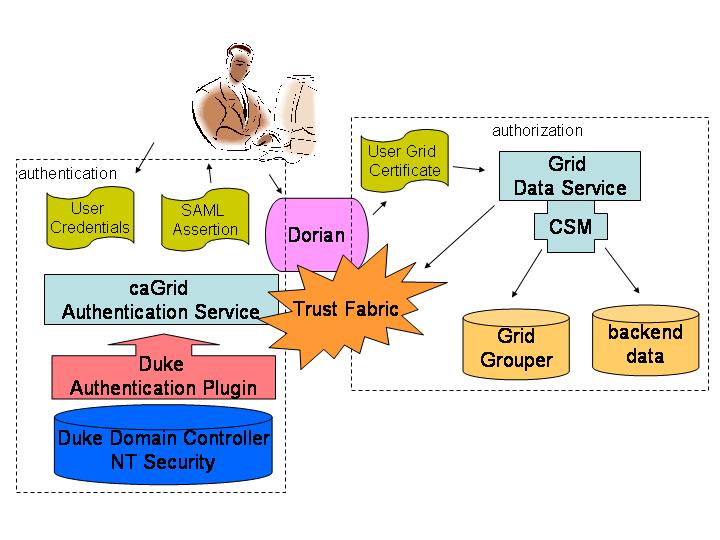 authentication
User
Credentials
SAML
Assertion
caGrid
Authentication Service
Duke
Authentication Plugin
Duke Domain Controller
NT Security
Dorian
Trust Fabric
authorization
User Grid
Certificate
Grid
Data Service
CSM
Grid
Grouper
backend
data